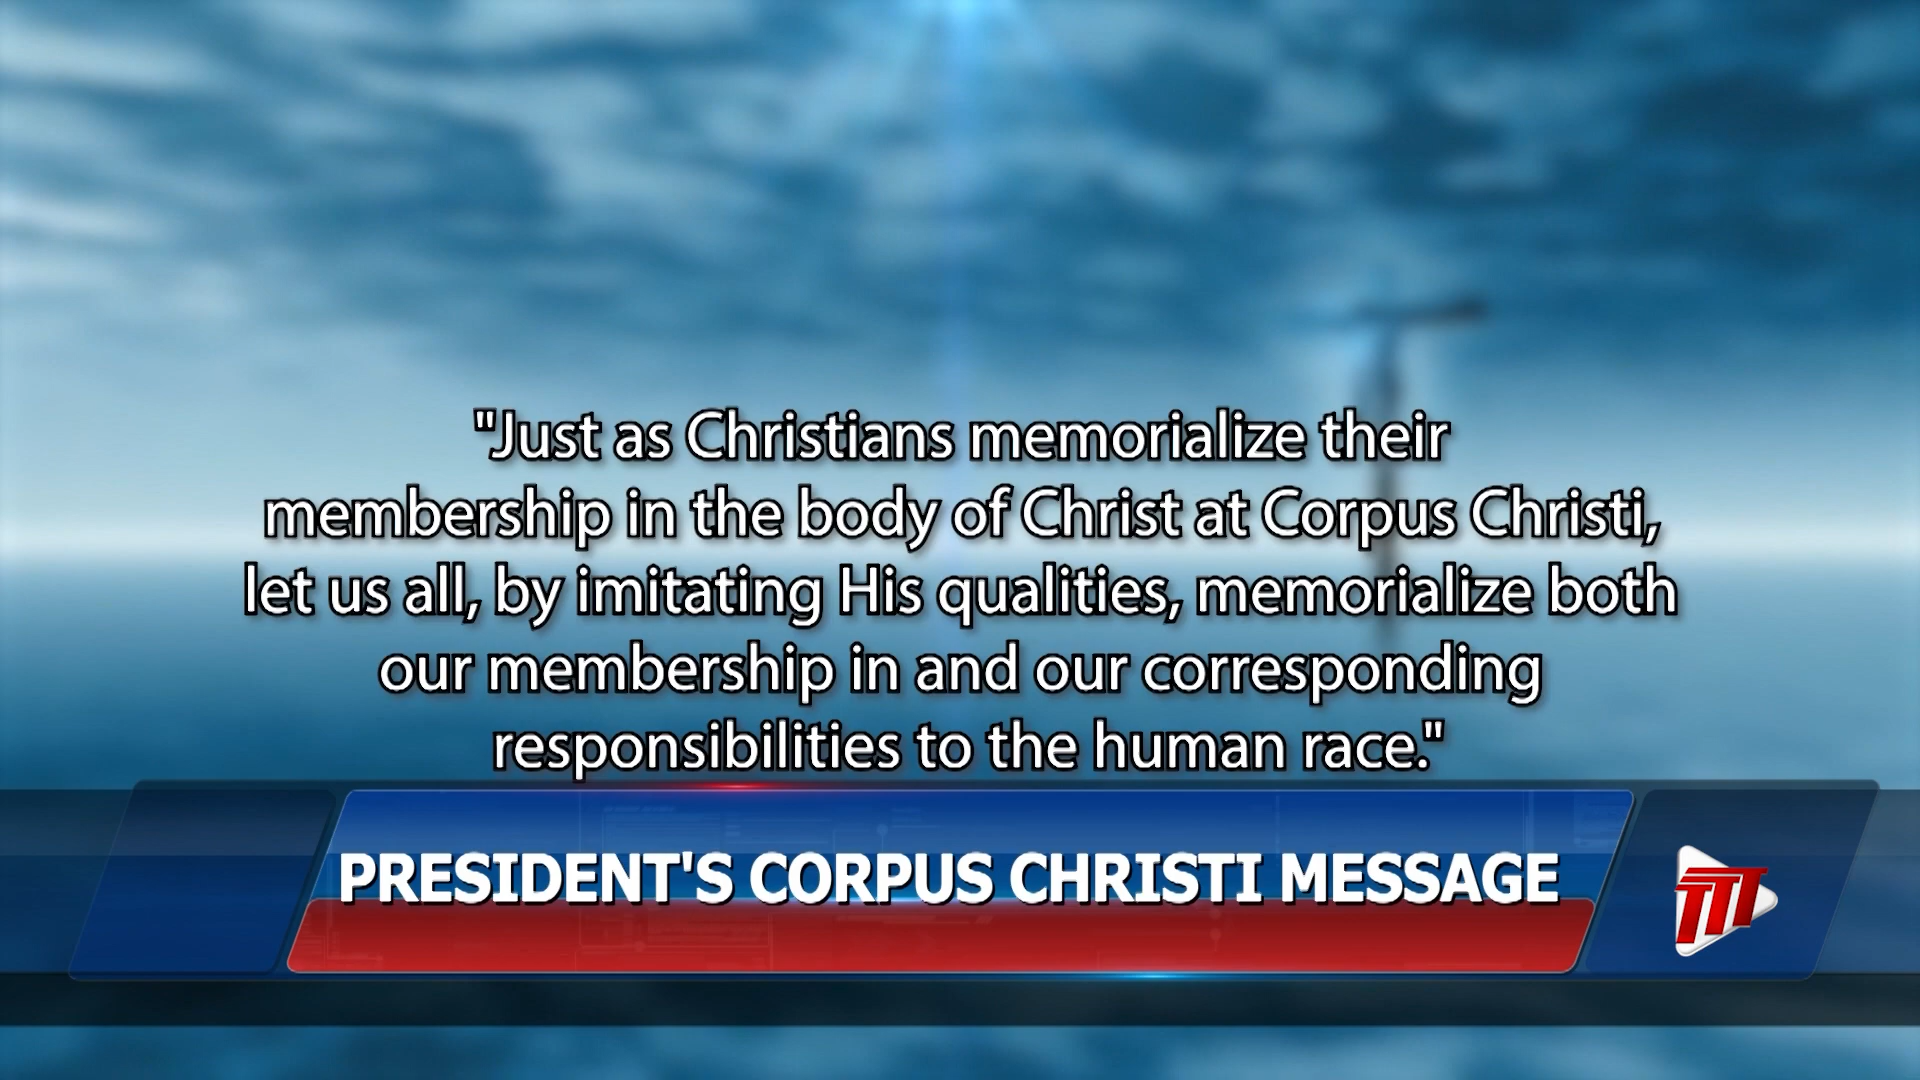 "Just as Christians memorialize their
membership in the body of Christ at Corpus Christi,
let us all, by imitating His qualities, memorialize both
our membership in and our corresponding
responsibilities to the human race."
PRESIDENT'S CORPUS CHRISTI MESSAGE
TTT